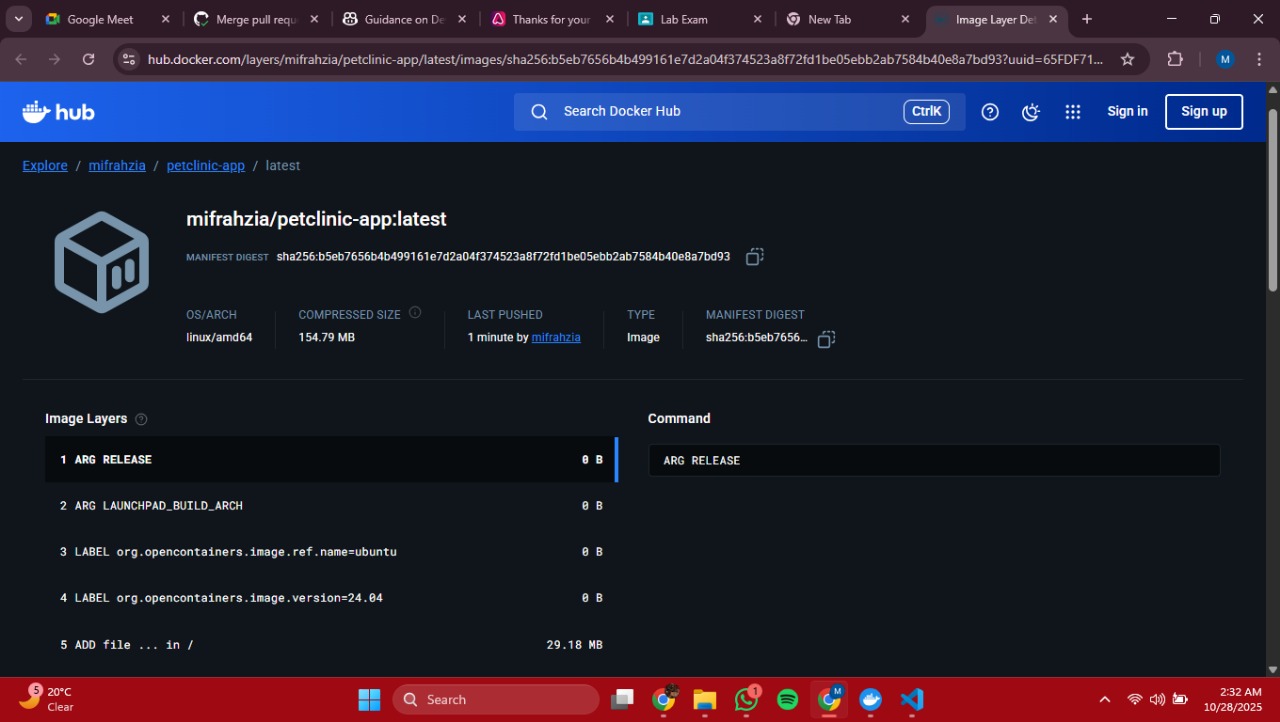 Google Meet
Merge pull requ
Guidance on De
Thanks for your
Lab Exam
New Tab
Image Layer Det
hub.docker.com/layers/mifrahzia/petclinic-app/latest/images/sha256:b5eb7656b4b499161e7d2a04f374523a8f72fd1be05ebb2ab7584b40e8a7bd93?uuid=65FDF71...
M
hub
Search Docker Hub
CtrlK
Sign in
Sign up
Explore / mifrahzia / petclinic-app / latest
mifrahzia/petclinic-app:latest
MANIFEST DIGEST sha256:b5eb7656b4b499161e7d2a04f374523a8f72fd1be05ebb2ab7584b40e8a7bd93
OS/ARCH
linux/amd64
COMPRESSED SIZE
154.79 MB
LAST PUSHED
1 minute by mifrahzia
TYPE
Image
MANIFEST DIGEST
sha256:b5eb7656...
Image Layers
1 ARG RELEASE 0 B
2 ARG LAUNCHPAD_BUILD_ARCH 0 B
3 LABEL org.opencontainers.image.ref.name=ubuntu 0 B
4 LABEL org.opencontainers.image.version=24.04 0 B
5 ADD file ... in / 29.18 MB
Command
ARG RELEASE
5
20°C
Clear
Search
1
M
2:32 AM
10/28/2025